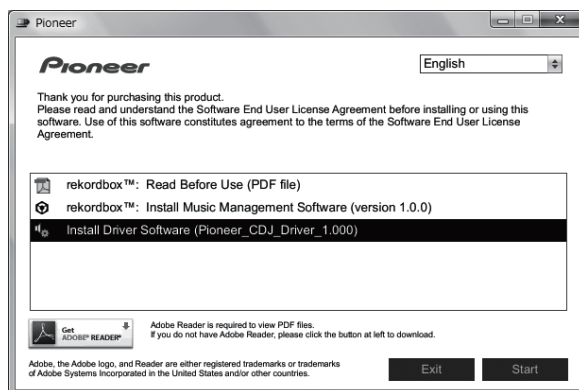 Pioneer
Pioneer
English
Thank you for purchasing this product.
Please read and understand the Software End User License Agreement before installing or using this
software. Use of this software constitutes agreement to the terms of the Software End User License
Agreement.
rekordbox™: Read Before Use (PDF file)
rekordbox™: Install Music Management Software (version 1.0.0)
Install Driver Software (Pioneer_CDJ_Driver_1.000)
Get
ADOBE® READER®
Adobe Reader is required to view PDF files.
If you do not have Adobe Reader, please click the button at left to download.
Adobe, the Adobe logo, and Reader are either registered trademarks or trademarks
of Adobe Systems Incorporated in the United States and/or other countries.
Exit
Start